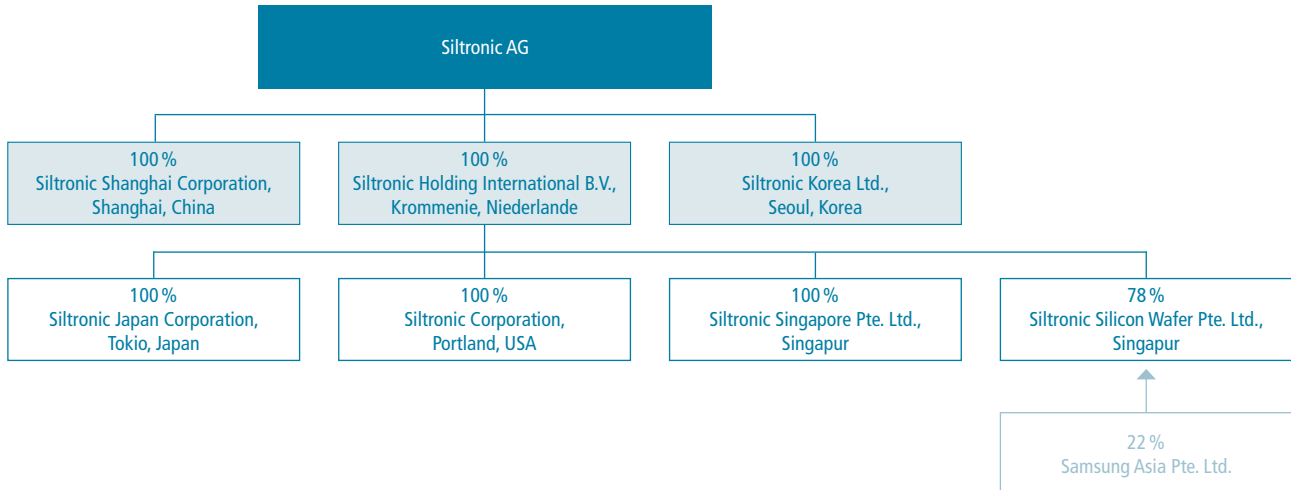 Siltronic AG
100 %
Siltronic Shanghai Corporation,
Shanghai, China
100 %
Siltronic Holding International B.V.,
Krommenie, Niederlande
100 %
Siltronic Korea Ltd.,
Seoul, Korea
100 %
Siltronic Japan Corporation,
Tokio, Japan
100 %
Siltronic Corporation,
Portland, USA
100 %
Siltronic Singapore Pte. Ltd.,
Singapur
78 %
Siltronic Silicon Wafer Pte. Ltd.,
Singapur
22 %
Samsung Asia Pte. Ltd.